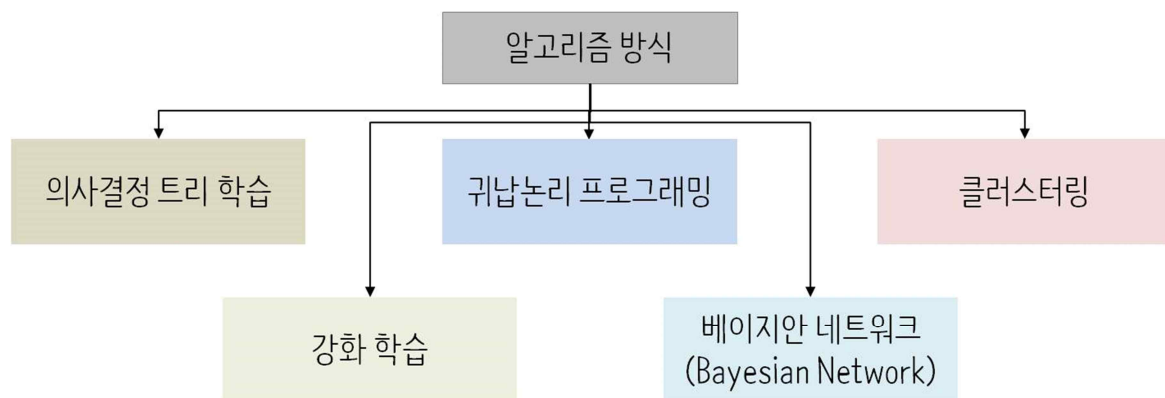 알고리즘 방식
의사결정 트리 학습
귀납논리 프로그래밍
클러스터링
강화 학습
베이지안 네트워크
(Bayesian Network)